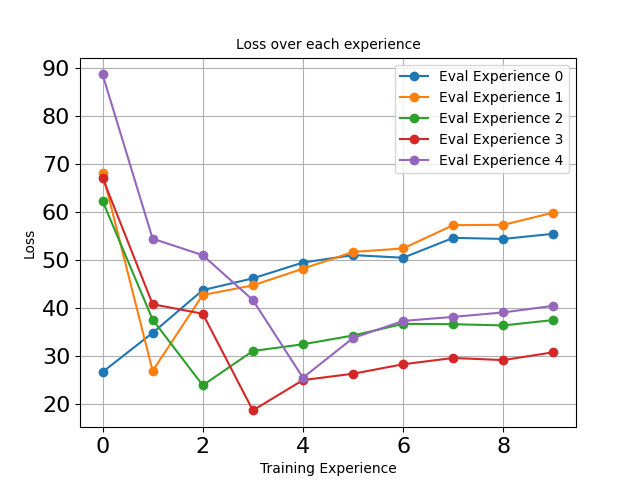 Loss over each experience
90
80
70
60
50
40
30
20
Loss
Eval Experience 0
Eval Experience 1
Eval Experience 2
Eval Experience 3
Eval Experience 4
0 2 4 6 8
Training Experience